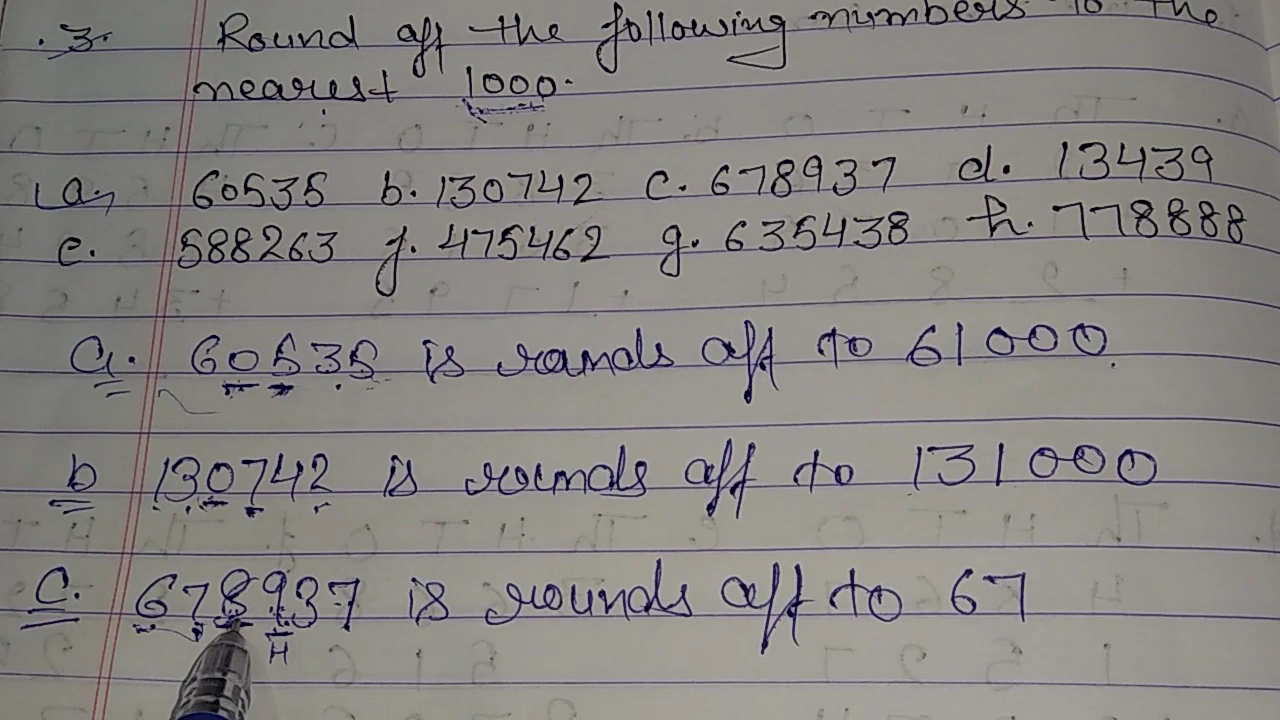 3. Round off the following numbers to the
nearest 1000.
a, 60535 b. 130742 c. 678937 d. 13439
e. 588263 f. 475462 g. 635438 h. 778888
a. 60535 is rounds off to 61000.
b 130742 is rounds off to 131000
C. 678937 is rounds off to 67
H